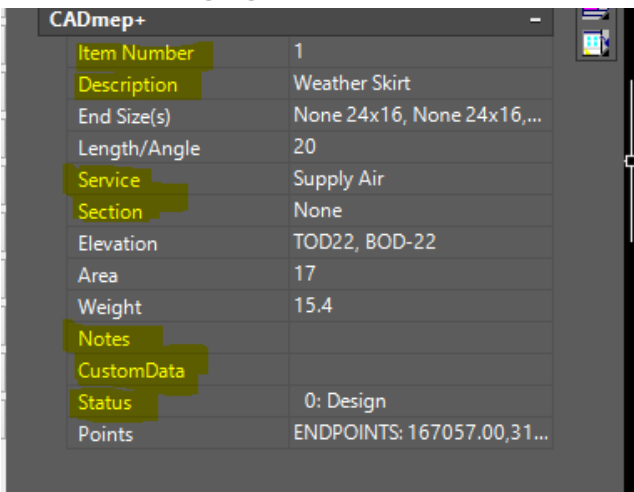 CADmep+ –
Item Number 1
Description Weather Skirt
End Size(s) None 24x16, None 24x16,...
Length/Angle 20
Service Supply Air
Section None
Elevation TOD22, BOD-22
Area 17
Weight 15.4
Notes
CustomData
Status 0: Design
Points ENDPOINTS: 167057.00,31...